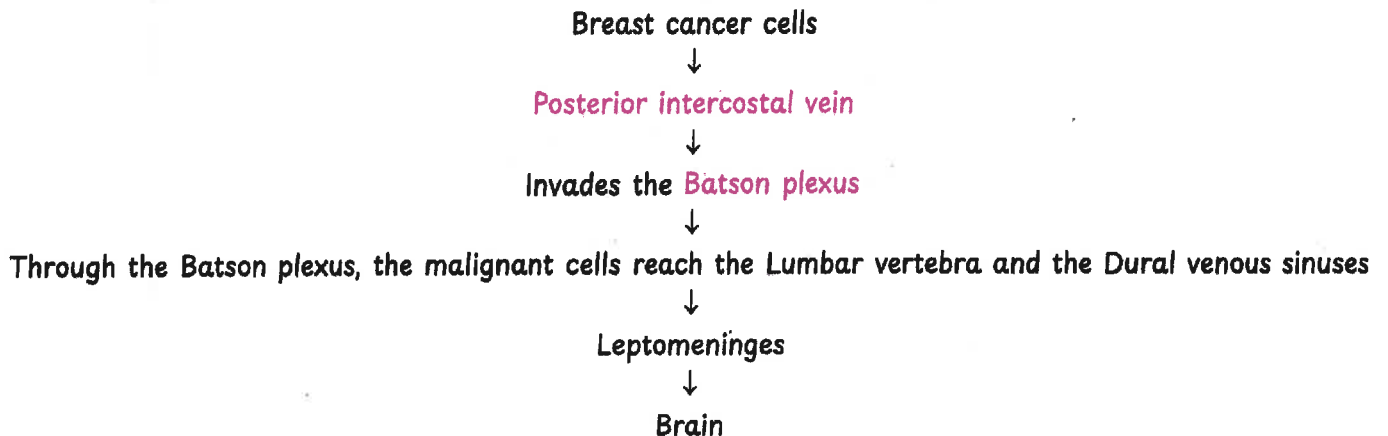 Breast cancer cells
↓
Posterior intercostal vein
↓
Invades the Batson plexus
↓
Through the Batson plexus, the malignant cells reach the Lumbar vertebra and the Dural venous sinuses
↓
Leptomeninges
↓
Brain